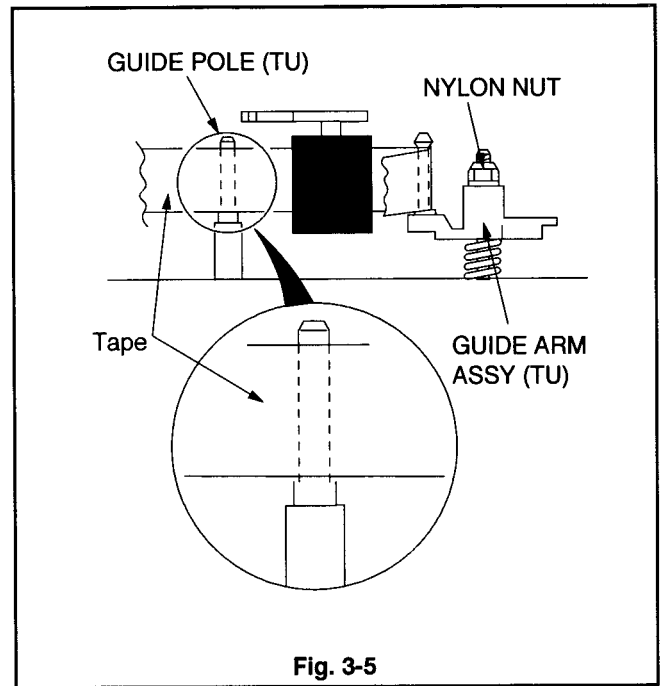 GUIDE POLE (TU)
NYLON NUT
Tape
GUIDE ARM
ASSY (TU)
Fig. 3-5